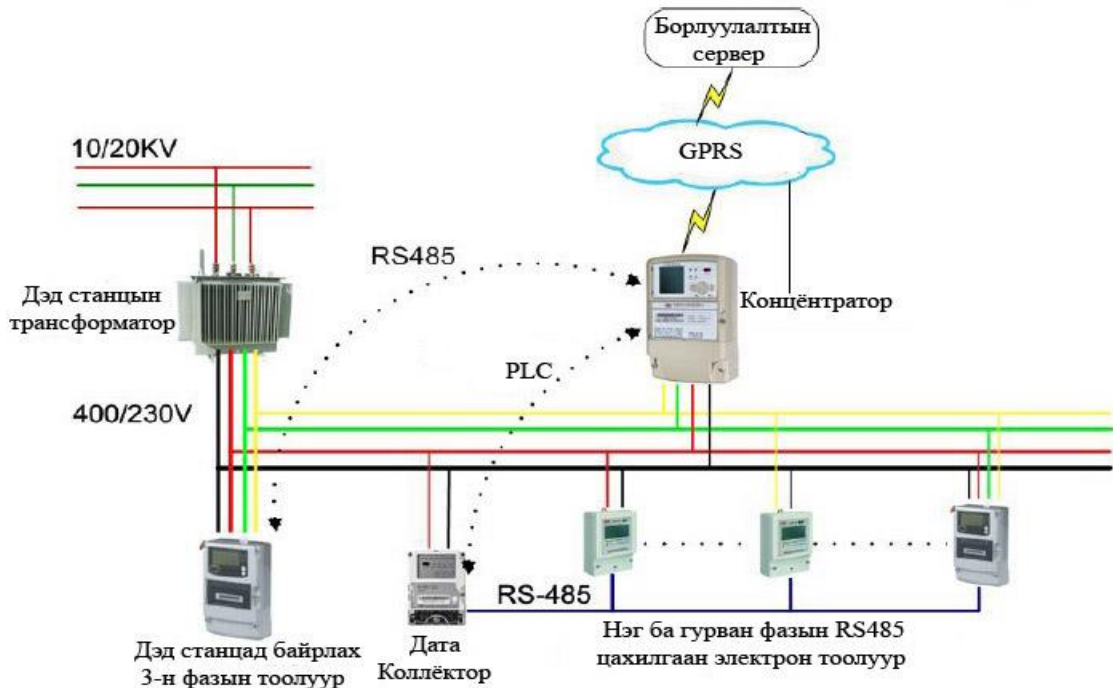 Борлуулалтын
сервер
GPRS
10/20KV
RS485
Дэд станцын
трансформатор
Концёнтратор
PLC
400/230V
RS-485
Дэд станцад байрлах
3-н фазын тоолуур
Дата
Коллёктор
Нэг ба гурван фазын RS485
цахилгаан электрон тоолуур